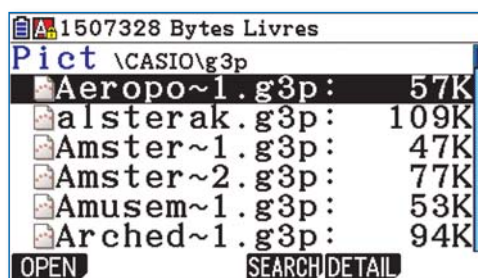 1507328 Bytes Livres
Pict \CASIO\g3p
Aeropo~1.g3p: 57K
alsterak.g3p: 109K
Amster~1.g3p: 47K
Amster~2.g3p: 77K
Amusem~1.g3p: 53K
Arched~1.g3p: 94K
OPEN SEARCH DETAIL